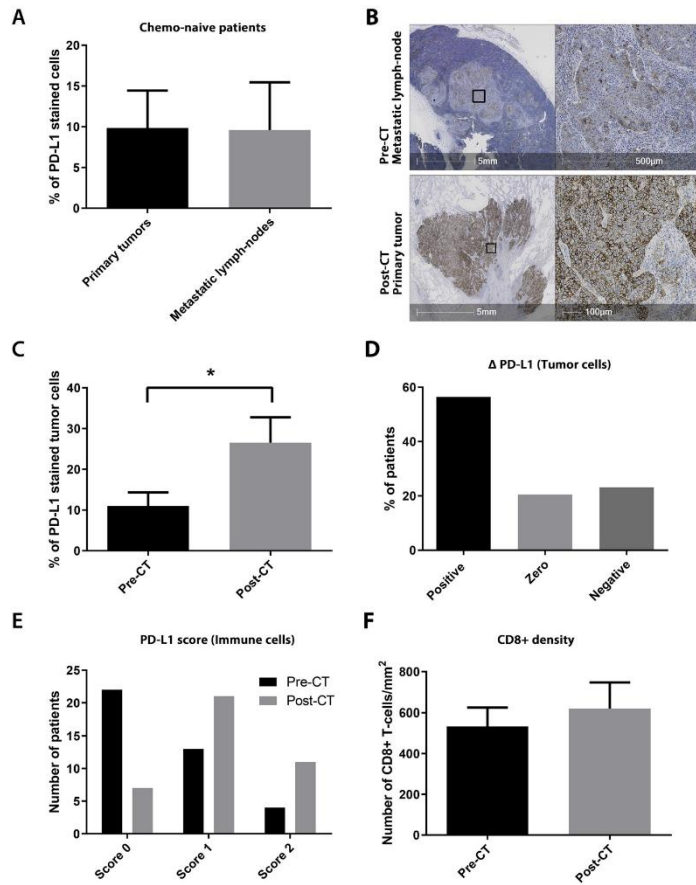 A
Chemo-naive patients
% of PD-L1 stained cells
20
15
10
5
0
Primary tumors
Metastatic lymph-nodes
B
Pre-CT
Metastatic lymph-node
5mm
500µm
Post-CT
Primary tumor
5mm
100µm
C
% of PD-L1 stained tumor cells
40
30
20
10
0
*
Pre-CT
Post-CT
D
Δ PD-L1 (Tumor cells)
% of patients
60
40
20
0
Positive
Zero
Negative
E
PD-L1 score (Immune cells)
Number of patients
25
20
15
10
5
0
Pre-CT
Post-CT
Score 0
Score 1
Score 2
F
CD8+ density
Number of CD8+ T-cells/mm²
800
600
400
200
0
Pre-CT
Post-CT